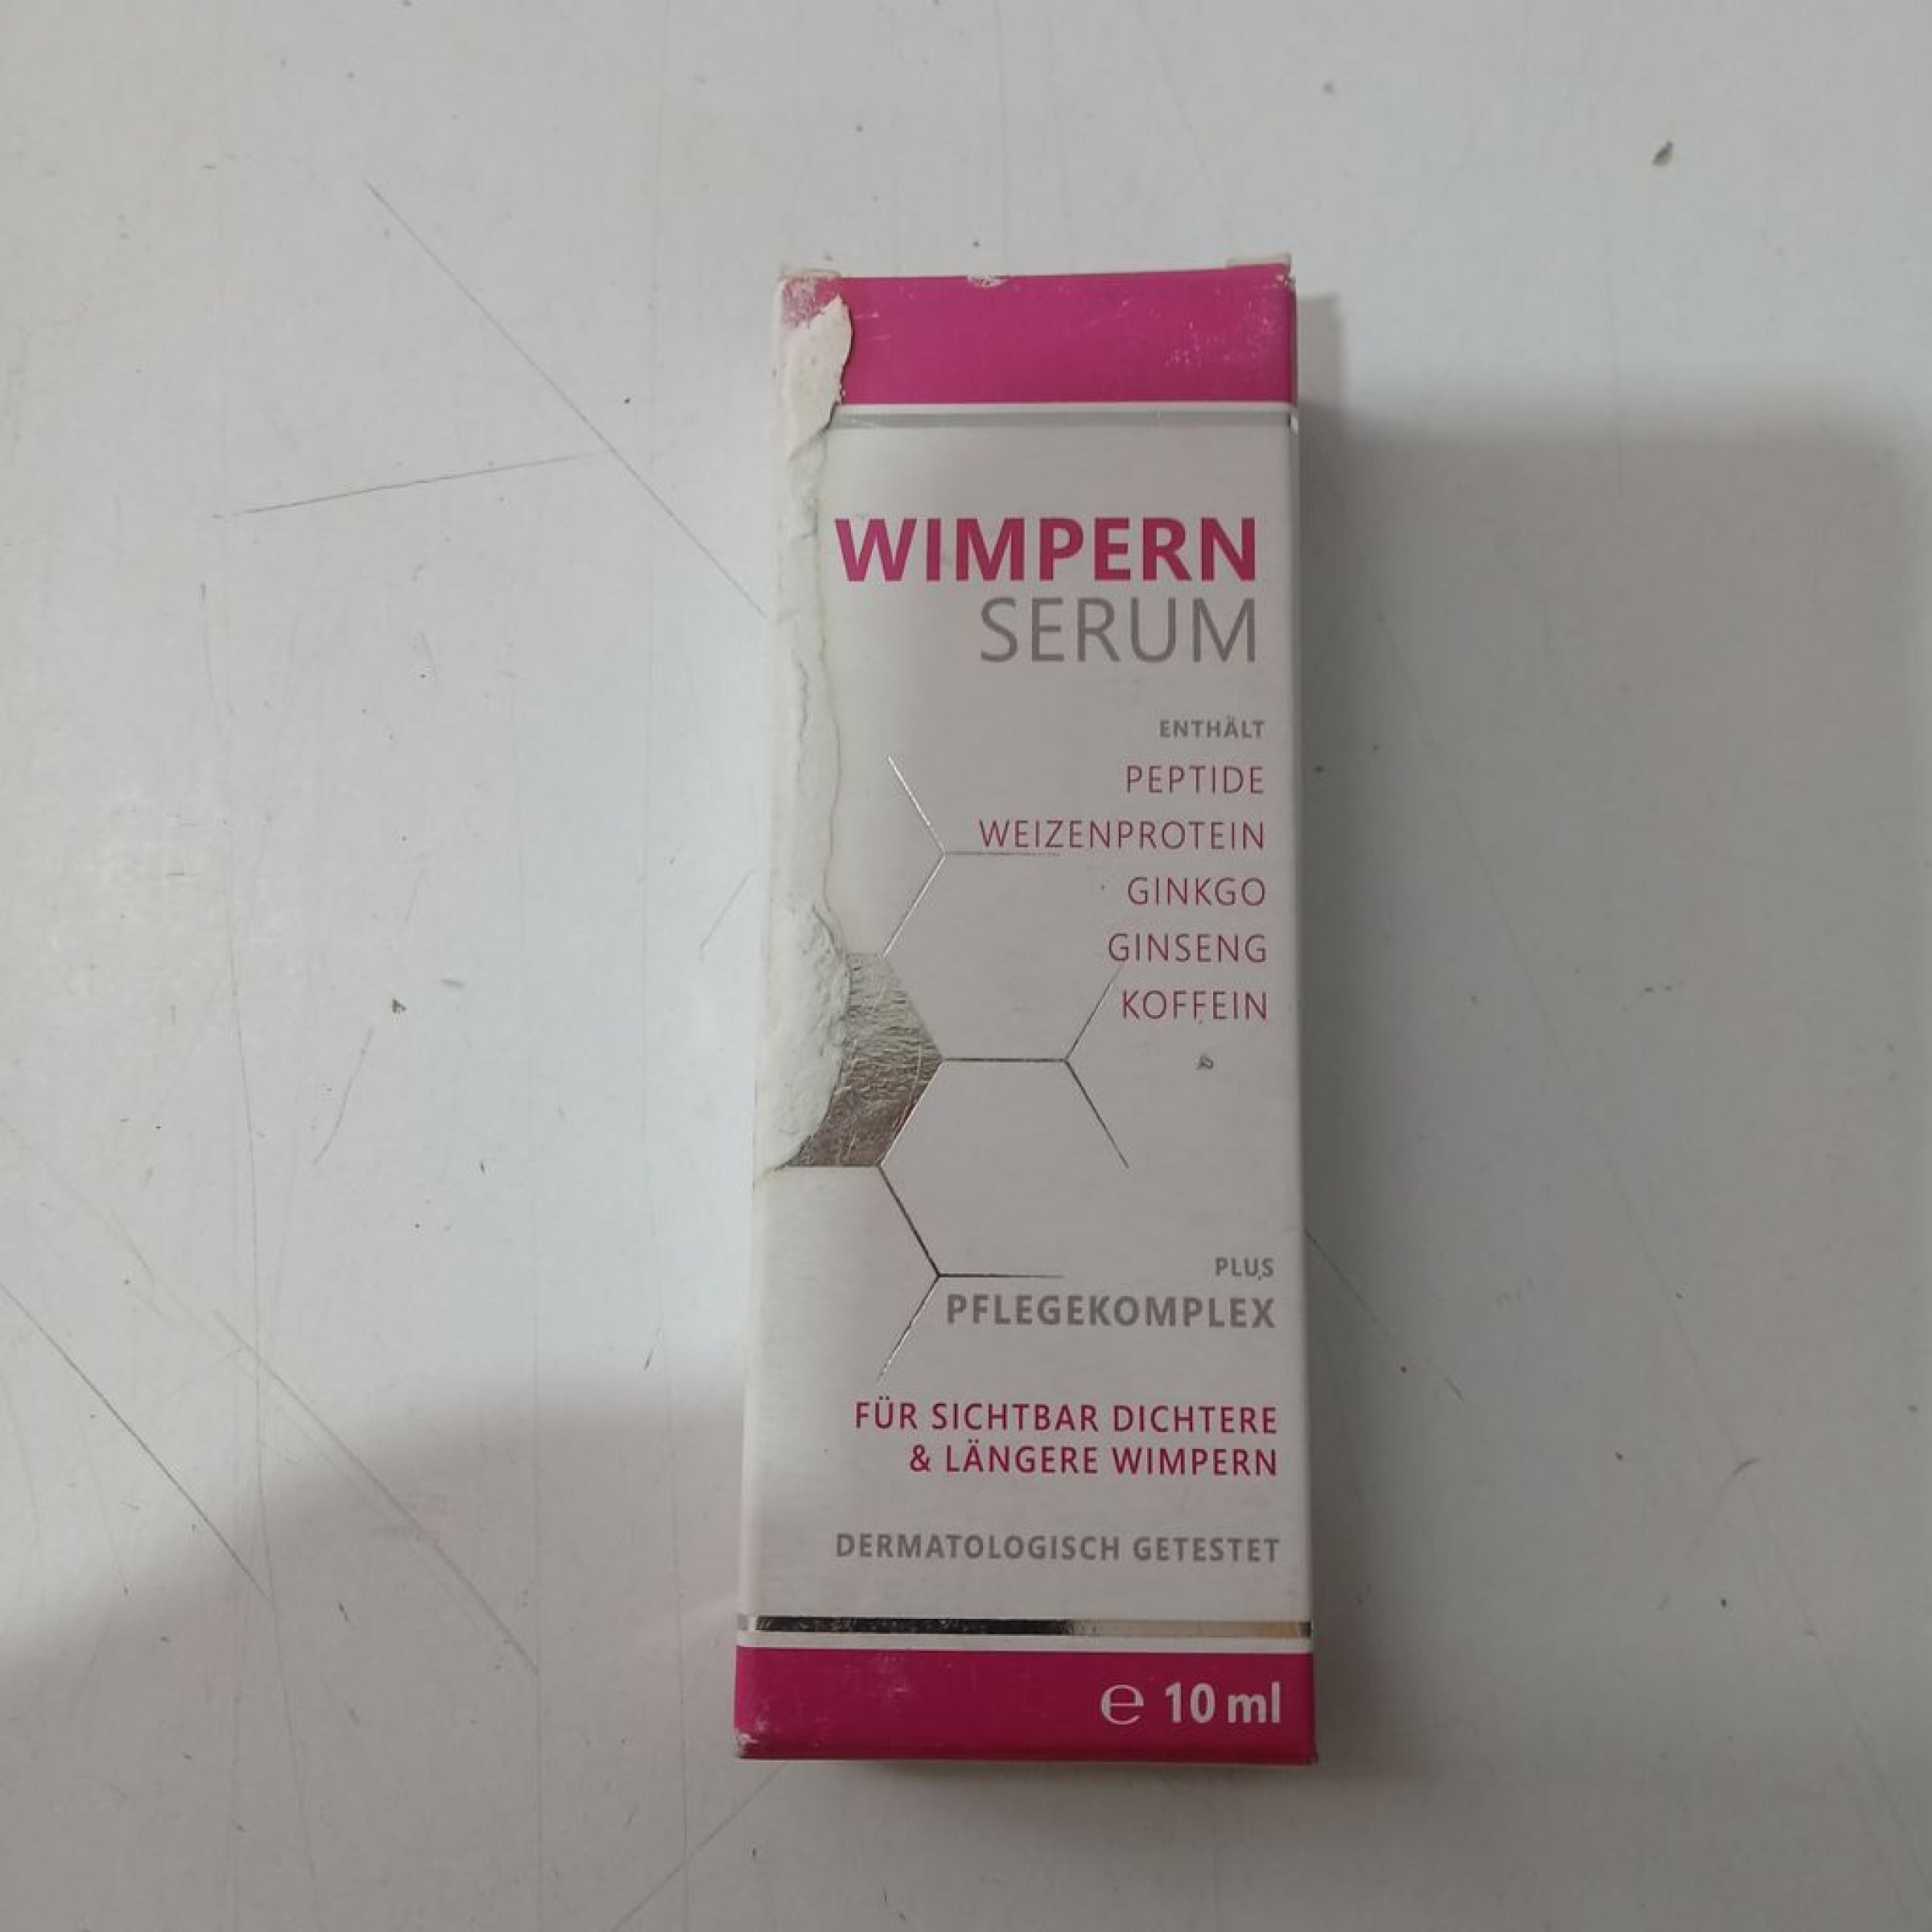 WIMPERN
SERUM
ENTHÄLT
PEPTIDE
WEIZENPROTEIN
GINKGO
GINSENG
KOFFEIN
PLUS
PFLEGEKOMPLEX
FÜR SICHTBAR DICHTERE
& LÄNGERE WIMPERN
DERMATOLOGISCH GETESTET
℮ 10 ml